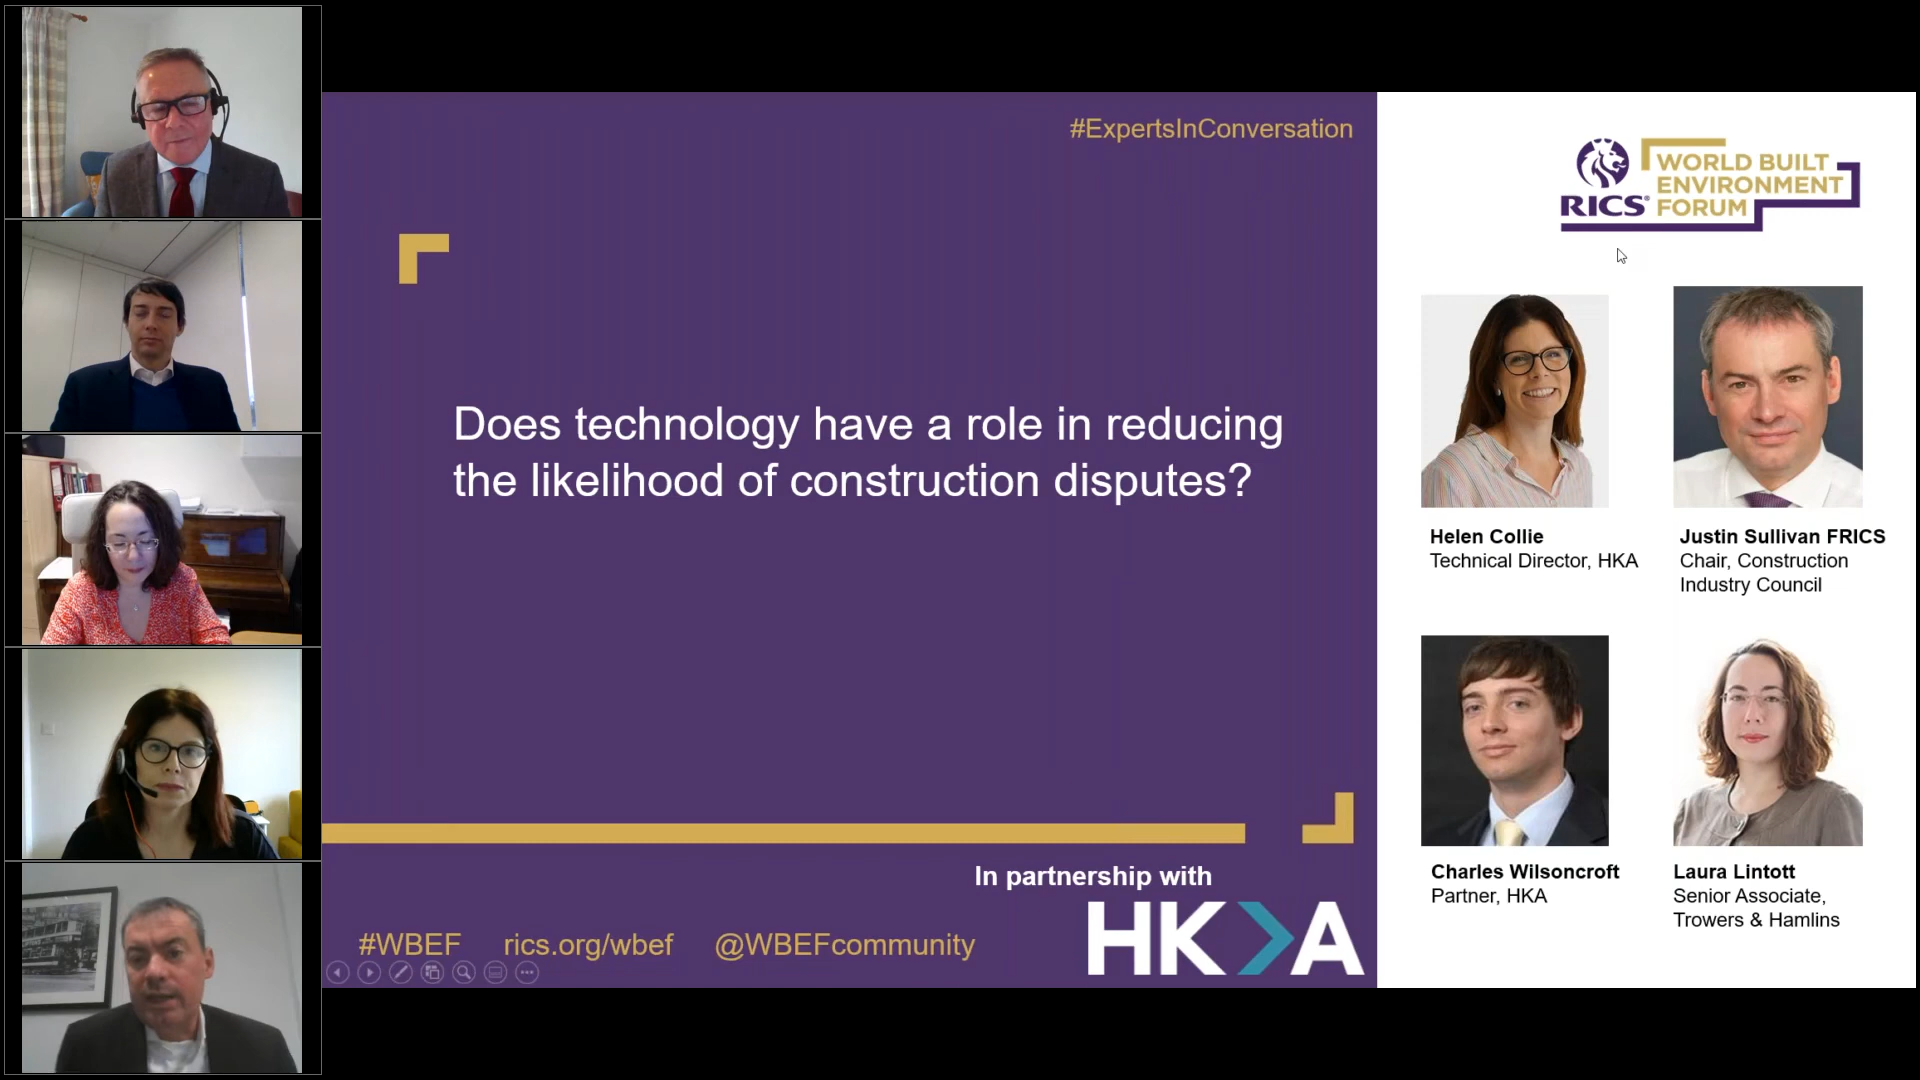 #ExpertsInConversation
Does technology have a role in reducing
the likelihood of construction disputes?
In partnership with
HKA
#WBEF rics.org/wbef @WBEFcommunity
RICS®
WORLD BUILT
ENVIRONMENT
FORUM
Helen Collie
Technical Director, HKA
Justin Sullivan FRICS
Chair, Construction
Industry Council
Charles Wilsoncroft
Partner, HKA
Laura Lintott
Senior Associate,
Trowers & Hamlins